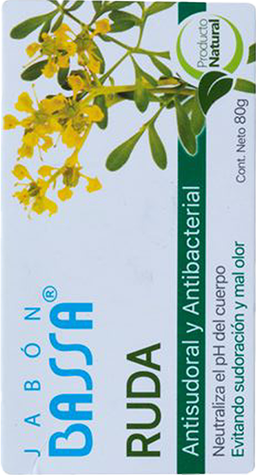 JABÓN
BASSA®
RUDA
Antisudoral y Antibacterial
Neutraliza el pH del cuerpo
Evitando sudoración y mal olor
Producto
Natural
Cont. Neto 80g